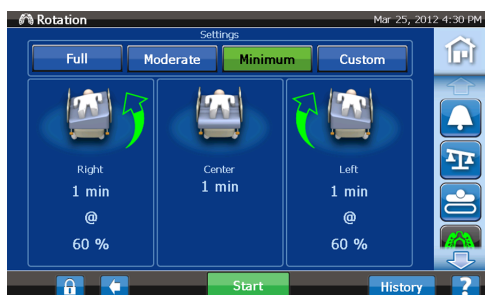 Rotation
Mar 25, 2012 4:30 PM
Settings
Full Moderate Minimum Custom
Right
1 min
@
60 %
Center
1 min
Left
1 min
@
60 %
Start
History
?